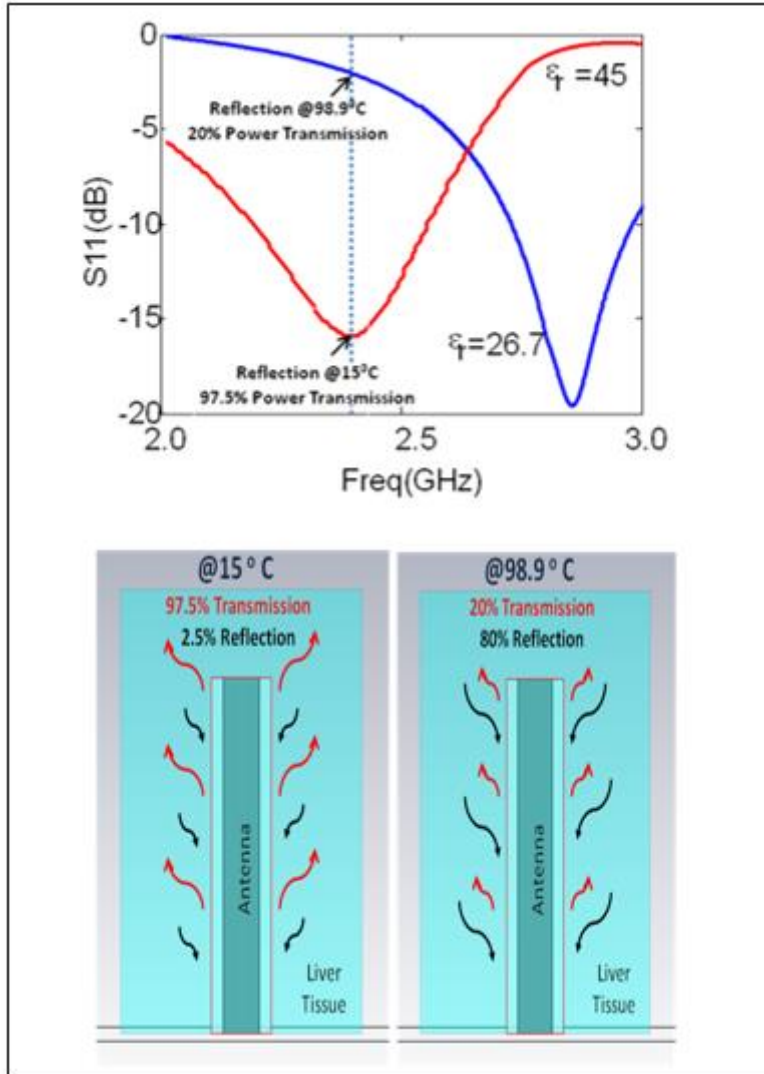 0
-5
-10
-15
-20
S11(dB)
2.0
2.5
3.0
Freq(GHz)
Reflection @98.9°C
20% Power Transmission
εr =45
εr=26.7
Reflection @15°C
97.5% Power Transmission
@15 ° C
97.5% Transmission
2.5% Reflection
Antenna
Liver
Tissue
@98.9 ° C
20% Transmission
80% Reflection
Antenna
Liver
Tissue